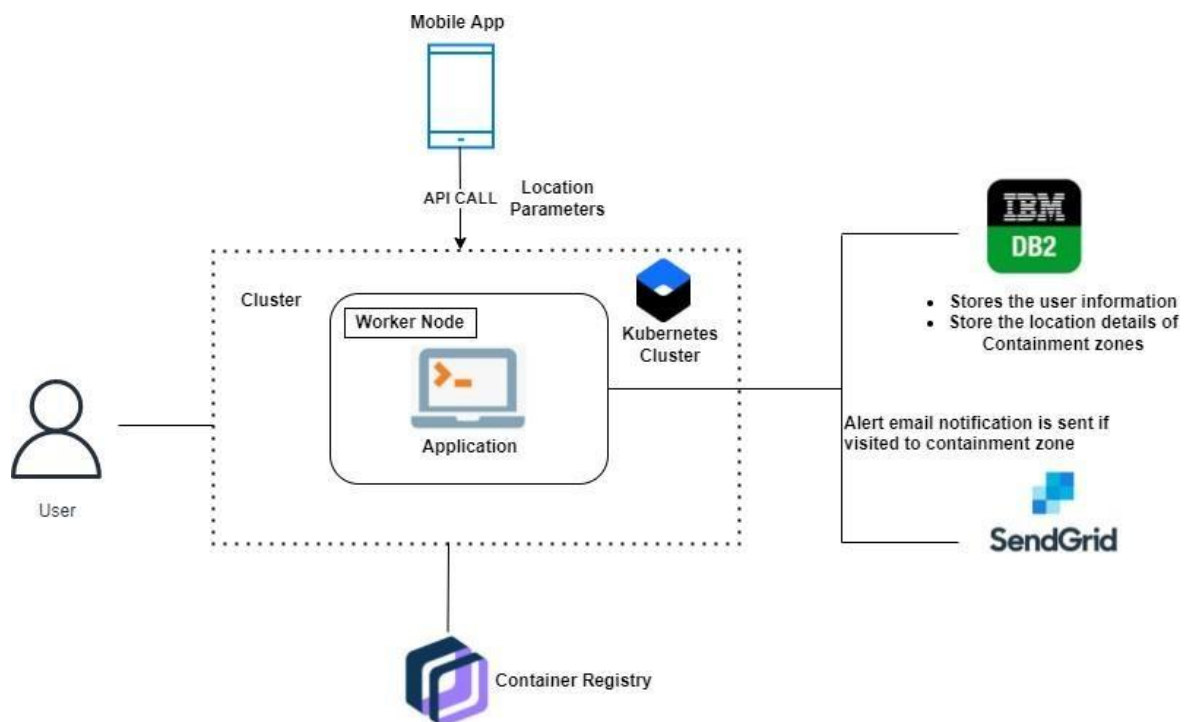 Mobile App
API CALL
Location
Parameters
IBM
DB2
• Stores the user information
• Store the location details of
Containment zones
Cluster
Worker Node
Kubernetes
Cluster
Application
User
Alert email notification is sent if
visited to containment zone
SendGrid
Container Registry